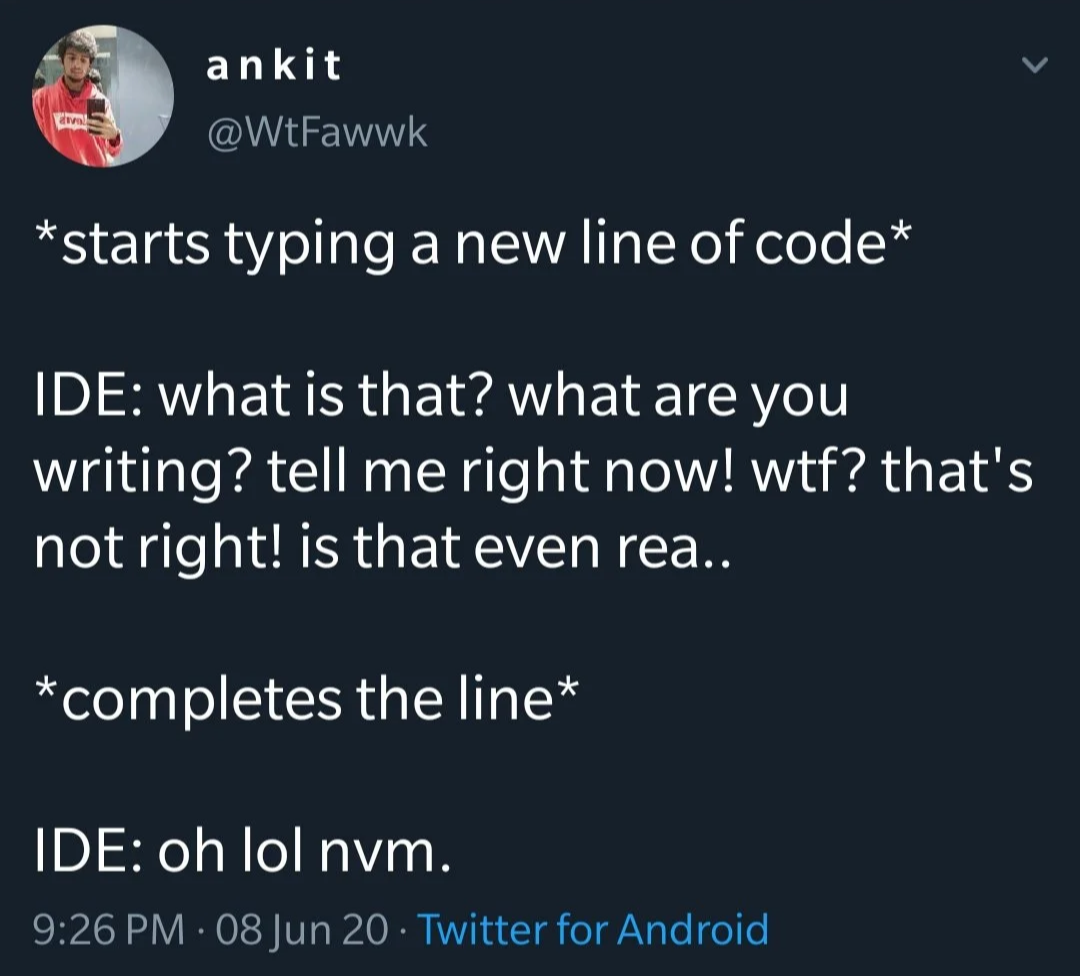 ankit
@WtFawwk
*starts typing a new line of code*
IDE: what is that? what are you
writing? tell me right now! wtf? that's
not right! is that even rea..
*completes the line*
IDE: oh lol nvm.
9:26 PM · 08 Jun 20 · Twitter for Android